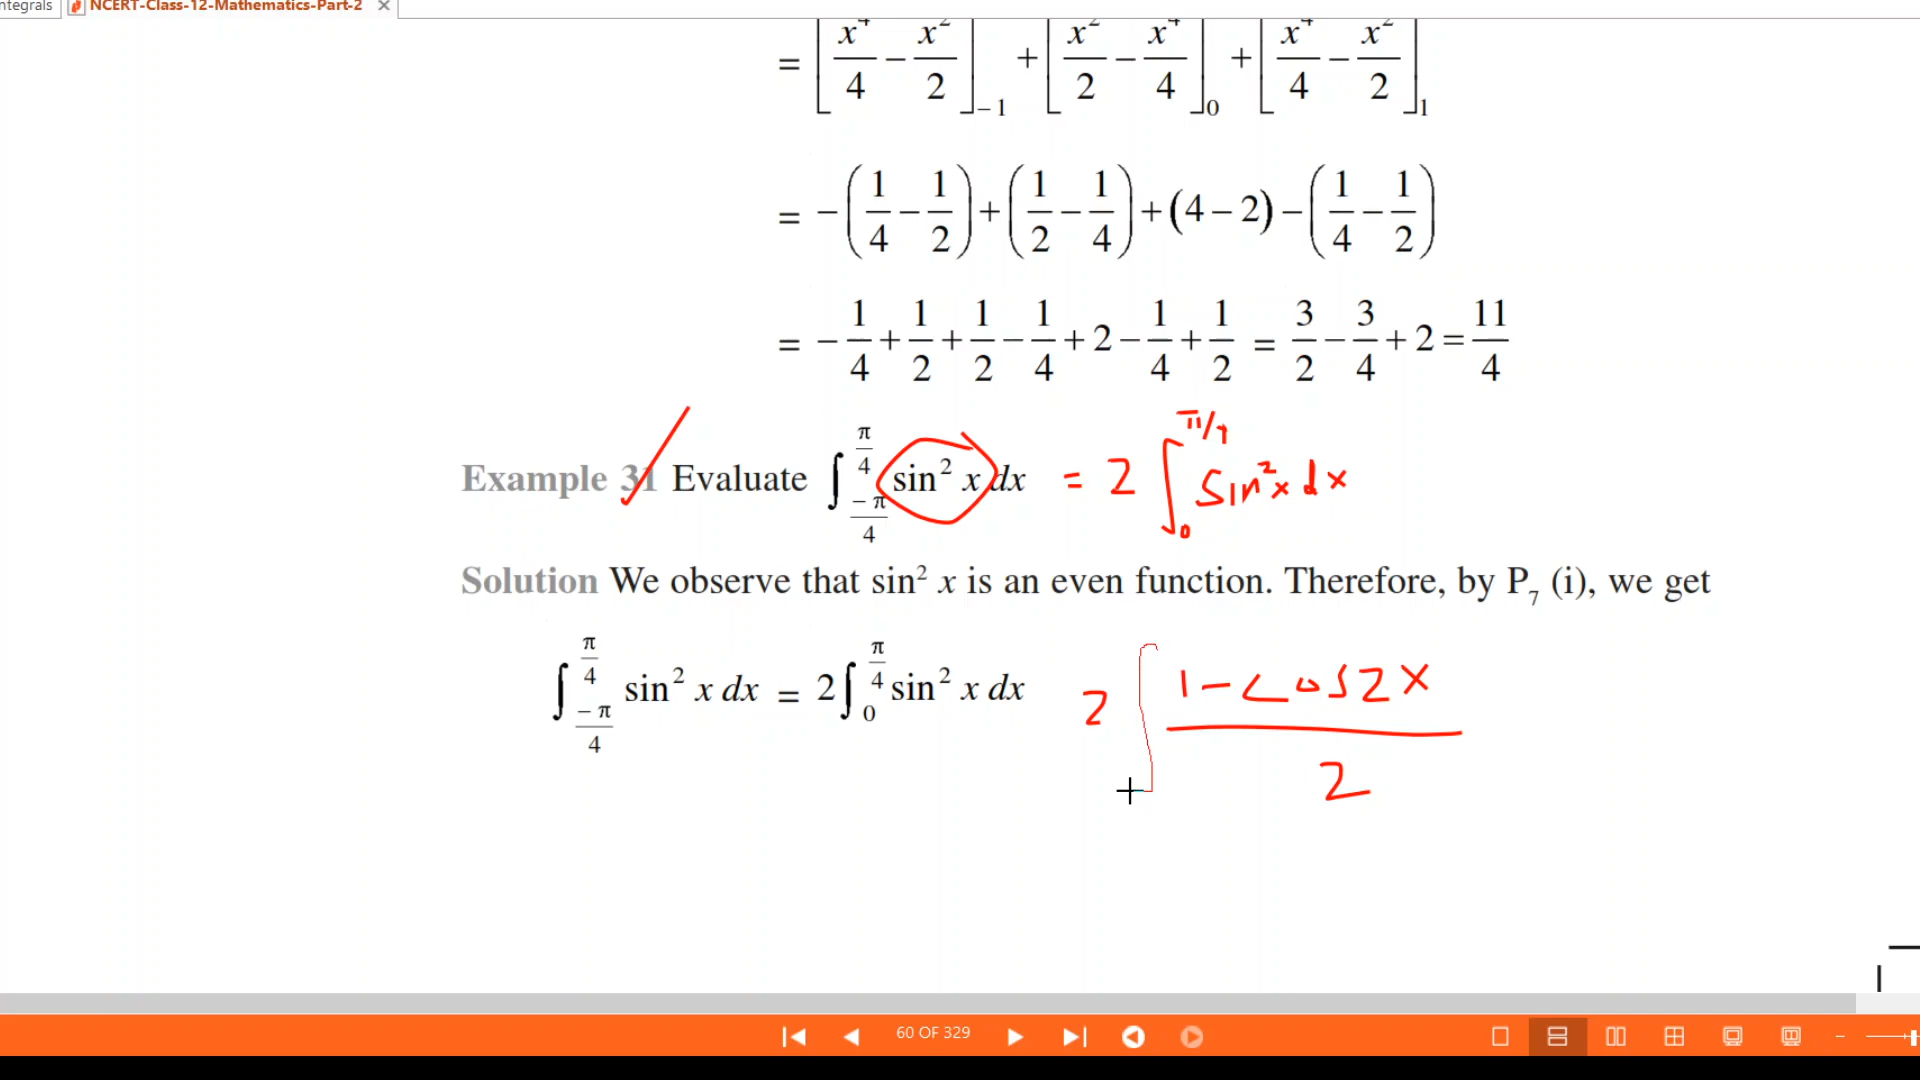 ntegrals NCERT-Class-12-Mathematics-Part-2
= [x⁴/4 − x²/2]₋₁ + [x²/2 − x⁴/4]₀ + [x⁴/4 − x²/2]₁
= −(1/4 − 1/2) + (1/2 − 1/4) + (4 − 2) − (1/4 − 1/2)
= −1/4 + 1/2 + 1/2 − 1/4 + 2 − 1/4 + 1/2 = 3/2 − 3/4 + 2 = 11/4
Example 31 Evaluate ∫_{−π/4}^{π/4} sin² x dx = 2 ∫_0^{π/4} sin²x dx
Solution We observe that sin² x is an even function. Therefore, by P₇ (i), we get
∫_{−π/4}^{π/4} sin² x dx = 2∫_0^{π/4} sin² x dx 2 ∫ (1 − cos2x)/2
60 OF 329